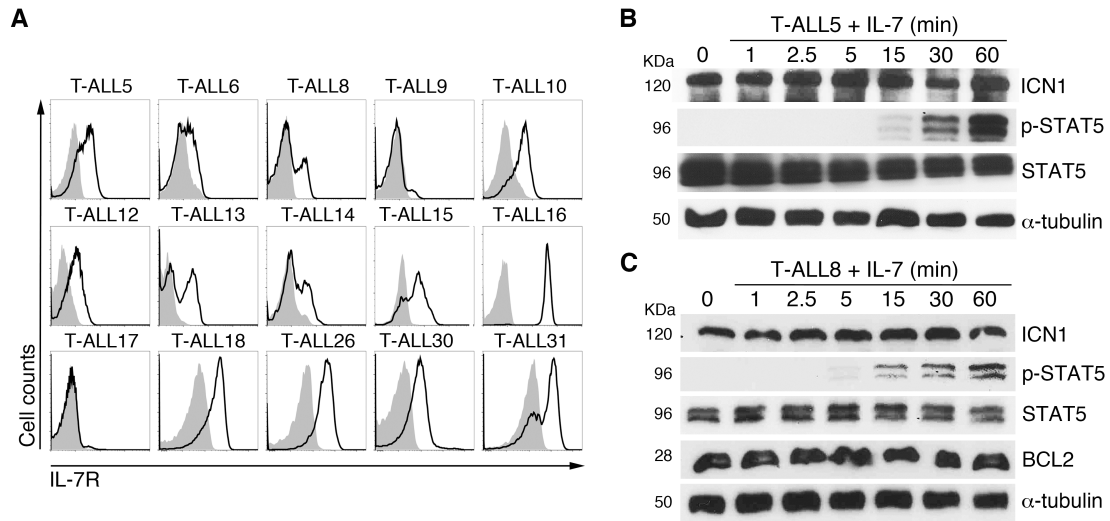 A
T-ALL5 T-ALL6 T-ALL8 T-ALL9 T-ALL10
T-ALL12 T-ALL13 T-ALL14 T-ALL15 T-ALL16
T-ALL17 T-ALL18 T-ALL26 T-ALL30 T-ALL31
Cell counts
IL-7R
B
T-ALL5 + IL-7 (min)
KDa 0 1 2.5 5 15 30 60
120 ICN1
96 p-STAT5
96 STAT5
50 α-tubulin
C
T-ALL8 + IL-7 (min)
KDa 0 1 2.5 5 15 30 60
120 ICN1
96 p-STAT5
96 STAT5
28 BCL2
50 α-tubulin